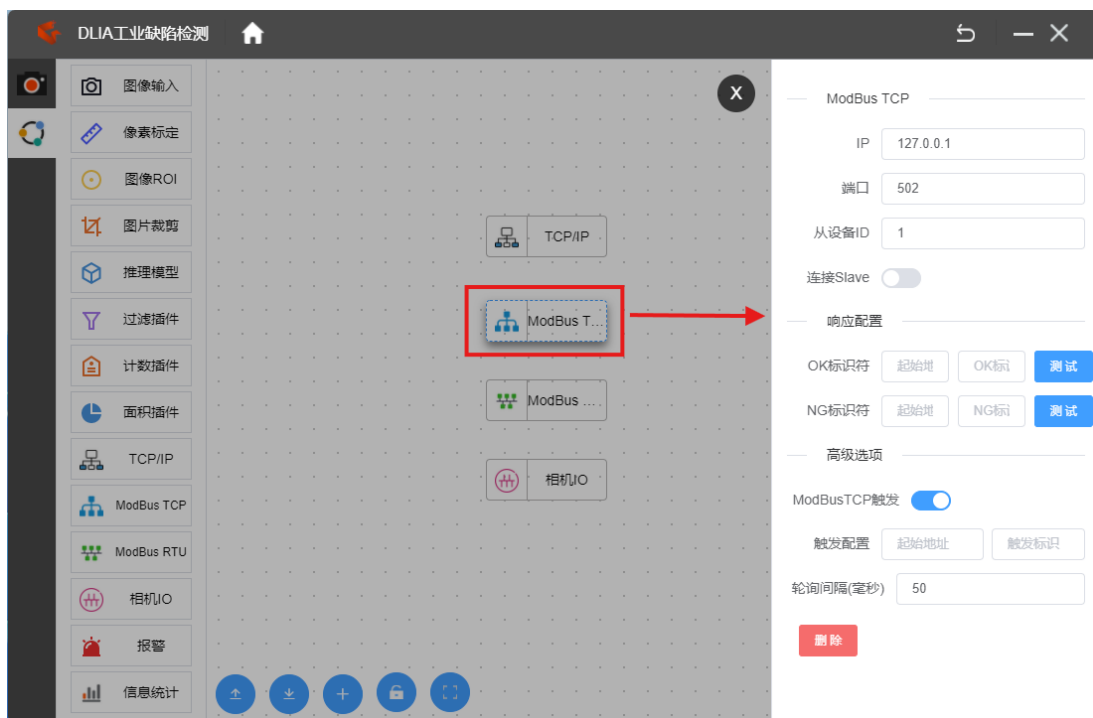 DLIA工业缺陷检测
图像输入
像素标定
图像ROI
图片裁剪
推理模型
过滤插件
计数插件
面积插件
TCP/IP
ModBus TCP
ModBus RTU
相机IO
报警
信息统计
TCP/IP
ModBus T...
ModBus ...
相机IO
X
ModBus TCP
IP 127.0.0.1
端口 502
从设备ID 1
连接Slave
响应配置
OK标识符 起始地 OK标 测试
NG标识符 起始地 NG标 测试
高级选项
ModBusTCP触发
触发配置 起始地址 触发标识
轮询间隔(毫秒) 50
删除